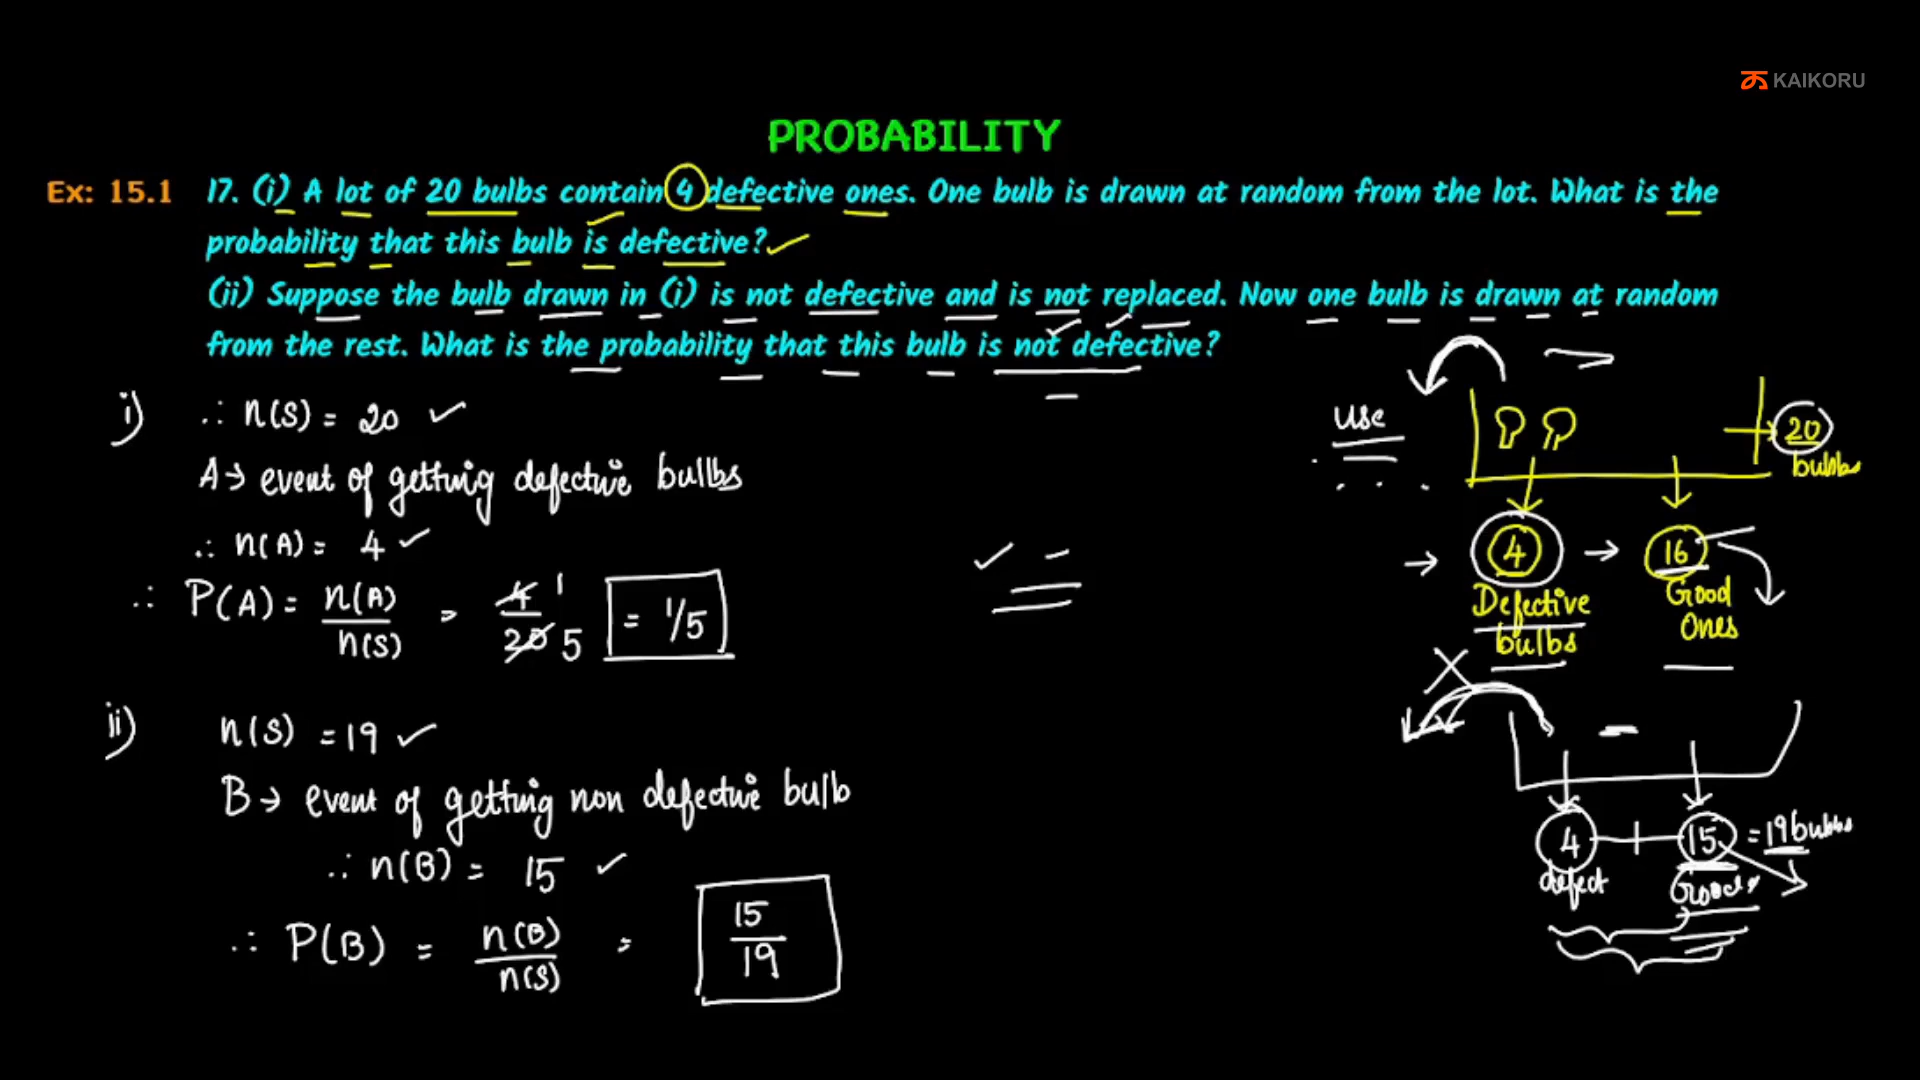 KAIKORU
PROBABILITY
Ex: 15.1 17. (i) A lot of 20 bulbs contain 4 defective ones. One bulb is drawn at random from the lot. What is the
probability that this bulb is defective?
(ii) Suppose the bulb drawn in (i) is not defective and is not replaced. Now one bulb is drawn at random
from the rest. What is the probability that this bulb is not defective?
i) ∴ n(S) = 20 ✓
A → event of getting defective bullbs
∴ n(A) = 4 ✓
∴ P(A) = n(A)/n(S) = 4/20 1 5 = 1/5
ii) n(S) = 19 ✓
B → event of getting non defective bulb
∴ n(B) = 15 ✓
∴ P(B) = n(B)/n(S) = 15/19
use
20
bulbs
→ 4 → 16
Defective
bulbs
Good
Ones
X
4 + 15 = 19 bulbs
defect Good